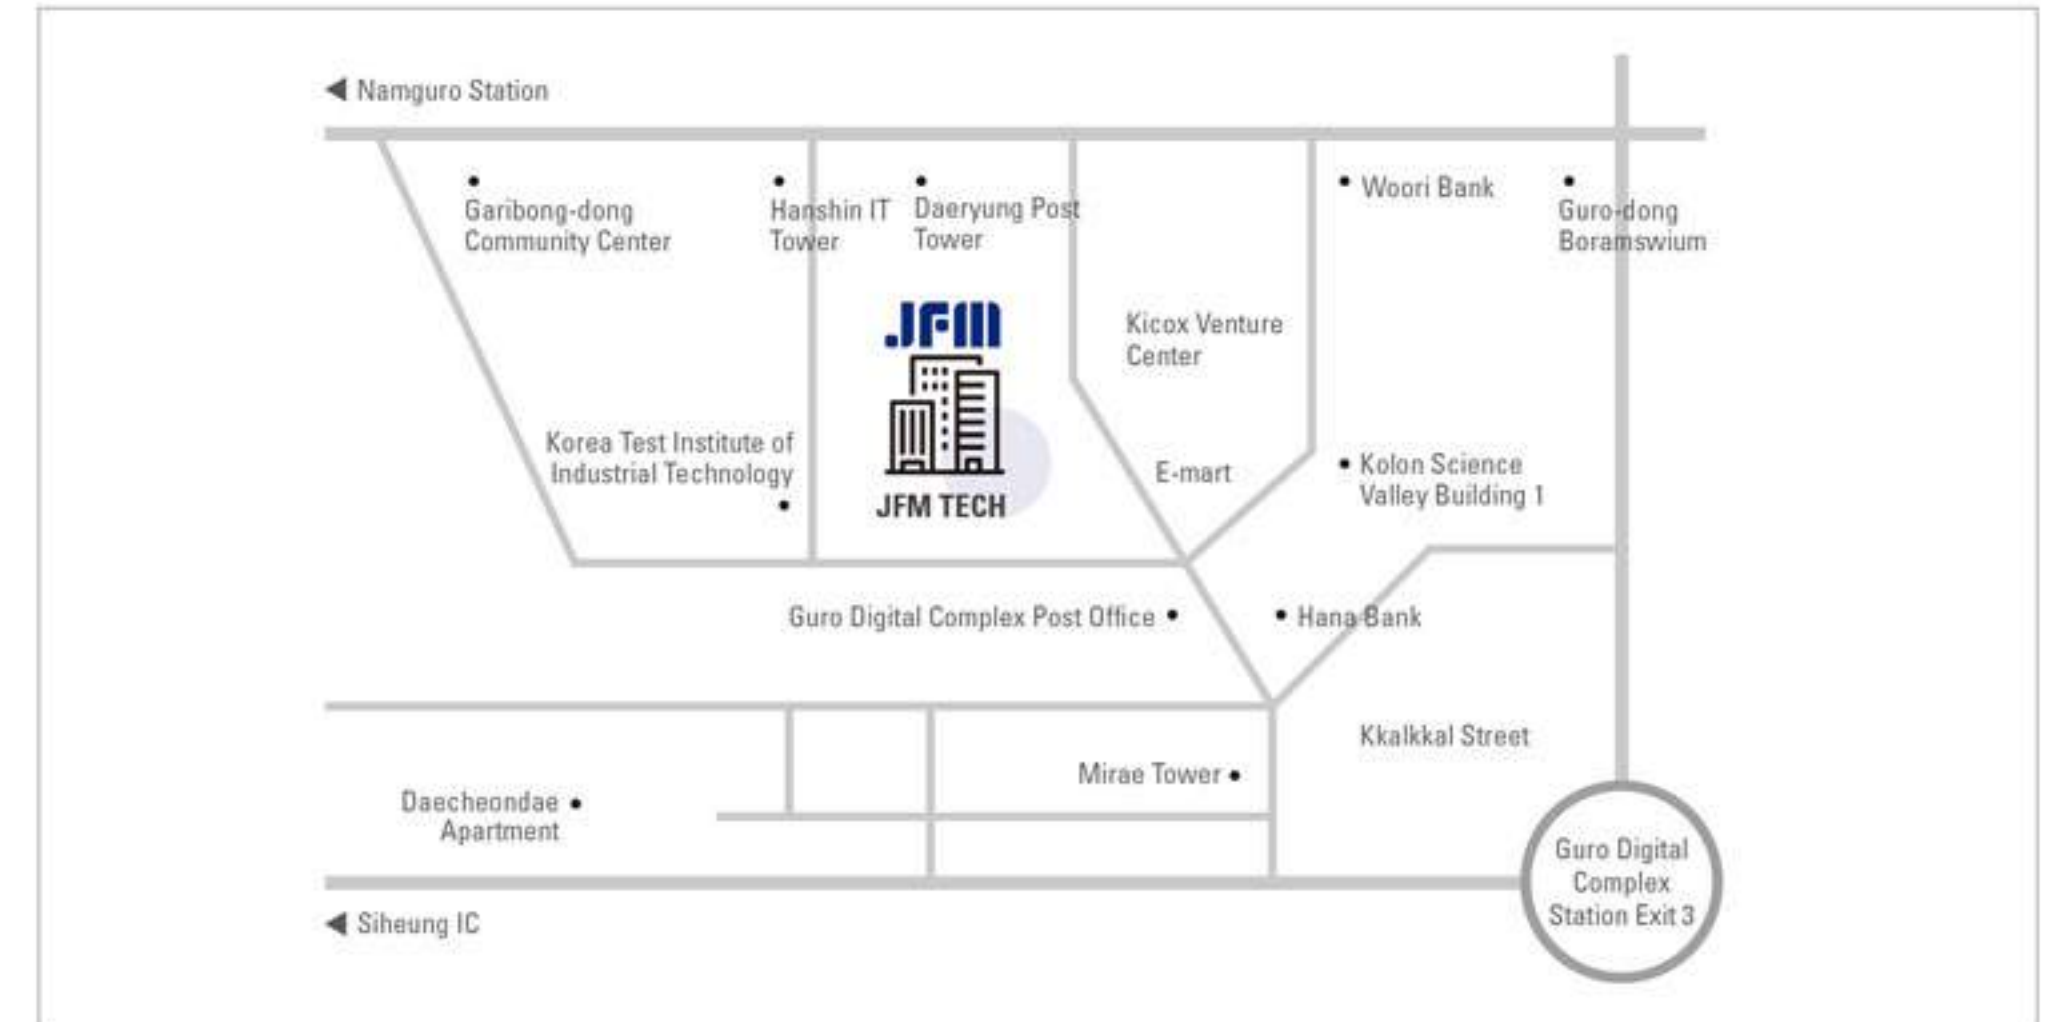 ◀ Namguro Station
Garibong-dong
Community Center
Hanshin IT
Tower
Daeryung Post
Tower
Woori Bank
Guro-dong
Boramswium
JFM
Kicox Venture
Center
Korea Test Institute of
Industrial Technology
JFM TECH
E-mart
Kolon Science
Valley Building 1
Guro Digital Complex Post Office
Hana Bank
Kkalkkal Street
Mirae Tower
Daecheondae
Apartment
Guro Digital
Complex
Station Exit 3
◀ Siheung IC